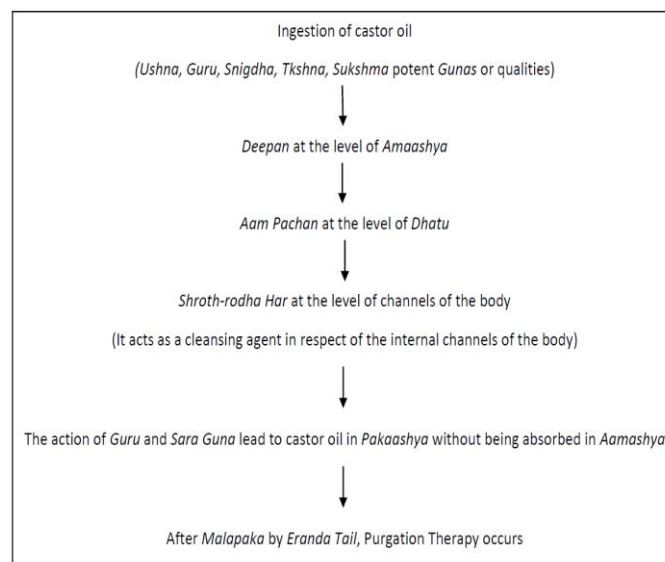 Ingestion of castor oil
(Ushna, Guru, Snigdha, Tkshna, Sukshma potent Gunas or qualities)
Deepan at the level of Amaashya
Aam Pachan at the level of Dhatu
Shroth-rodha Har at the level of channels of the body
(It acts as a cleansing agent in respect of the internal channels of the body)
The action of Guru and Sara Guna lead to castor oil in Pakaashya without being absorbed in Aamashya
After Malapaka by Eranda Tail, Purgation Therapy occurs